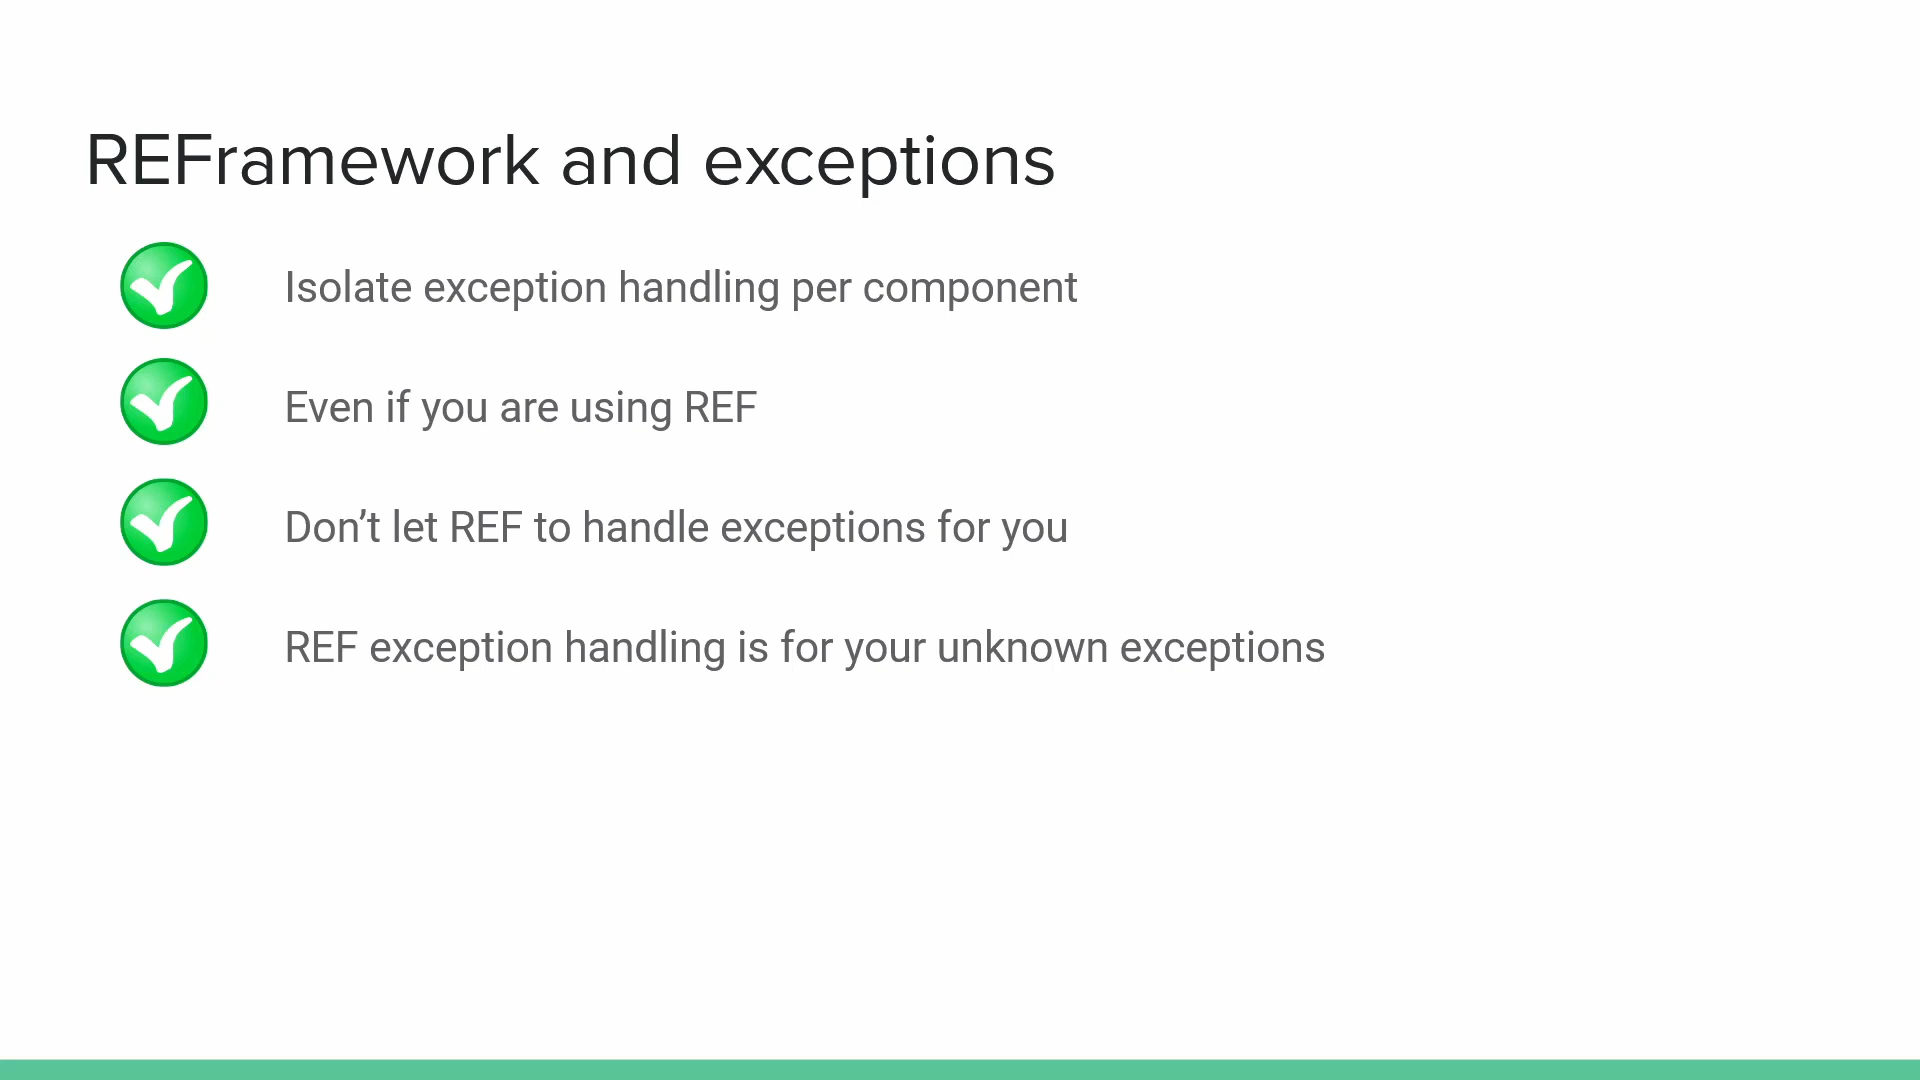 REFramework and exceptions
Isolate exception handling per component
Even if you are using REF
Don’t let REF to handle exceptions for you
REF exception handling is for your unknown exceptions